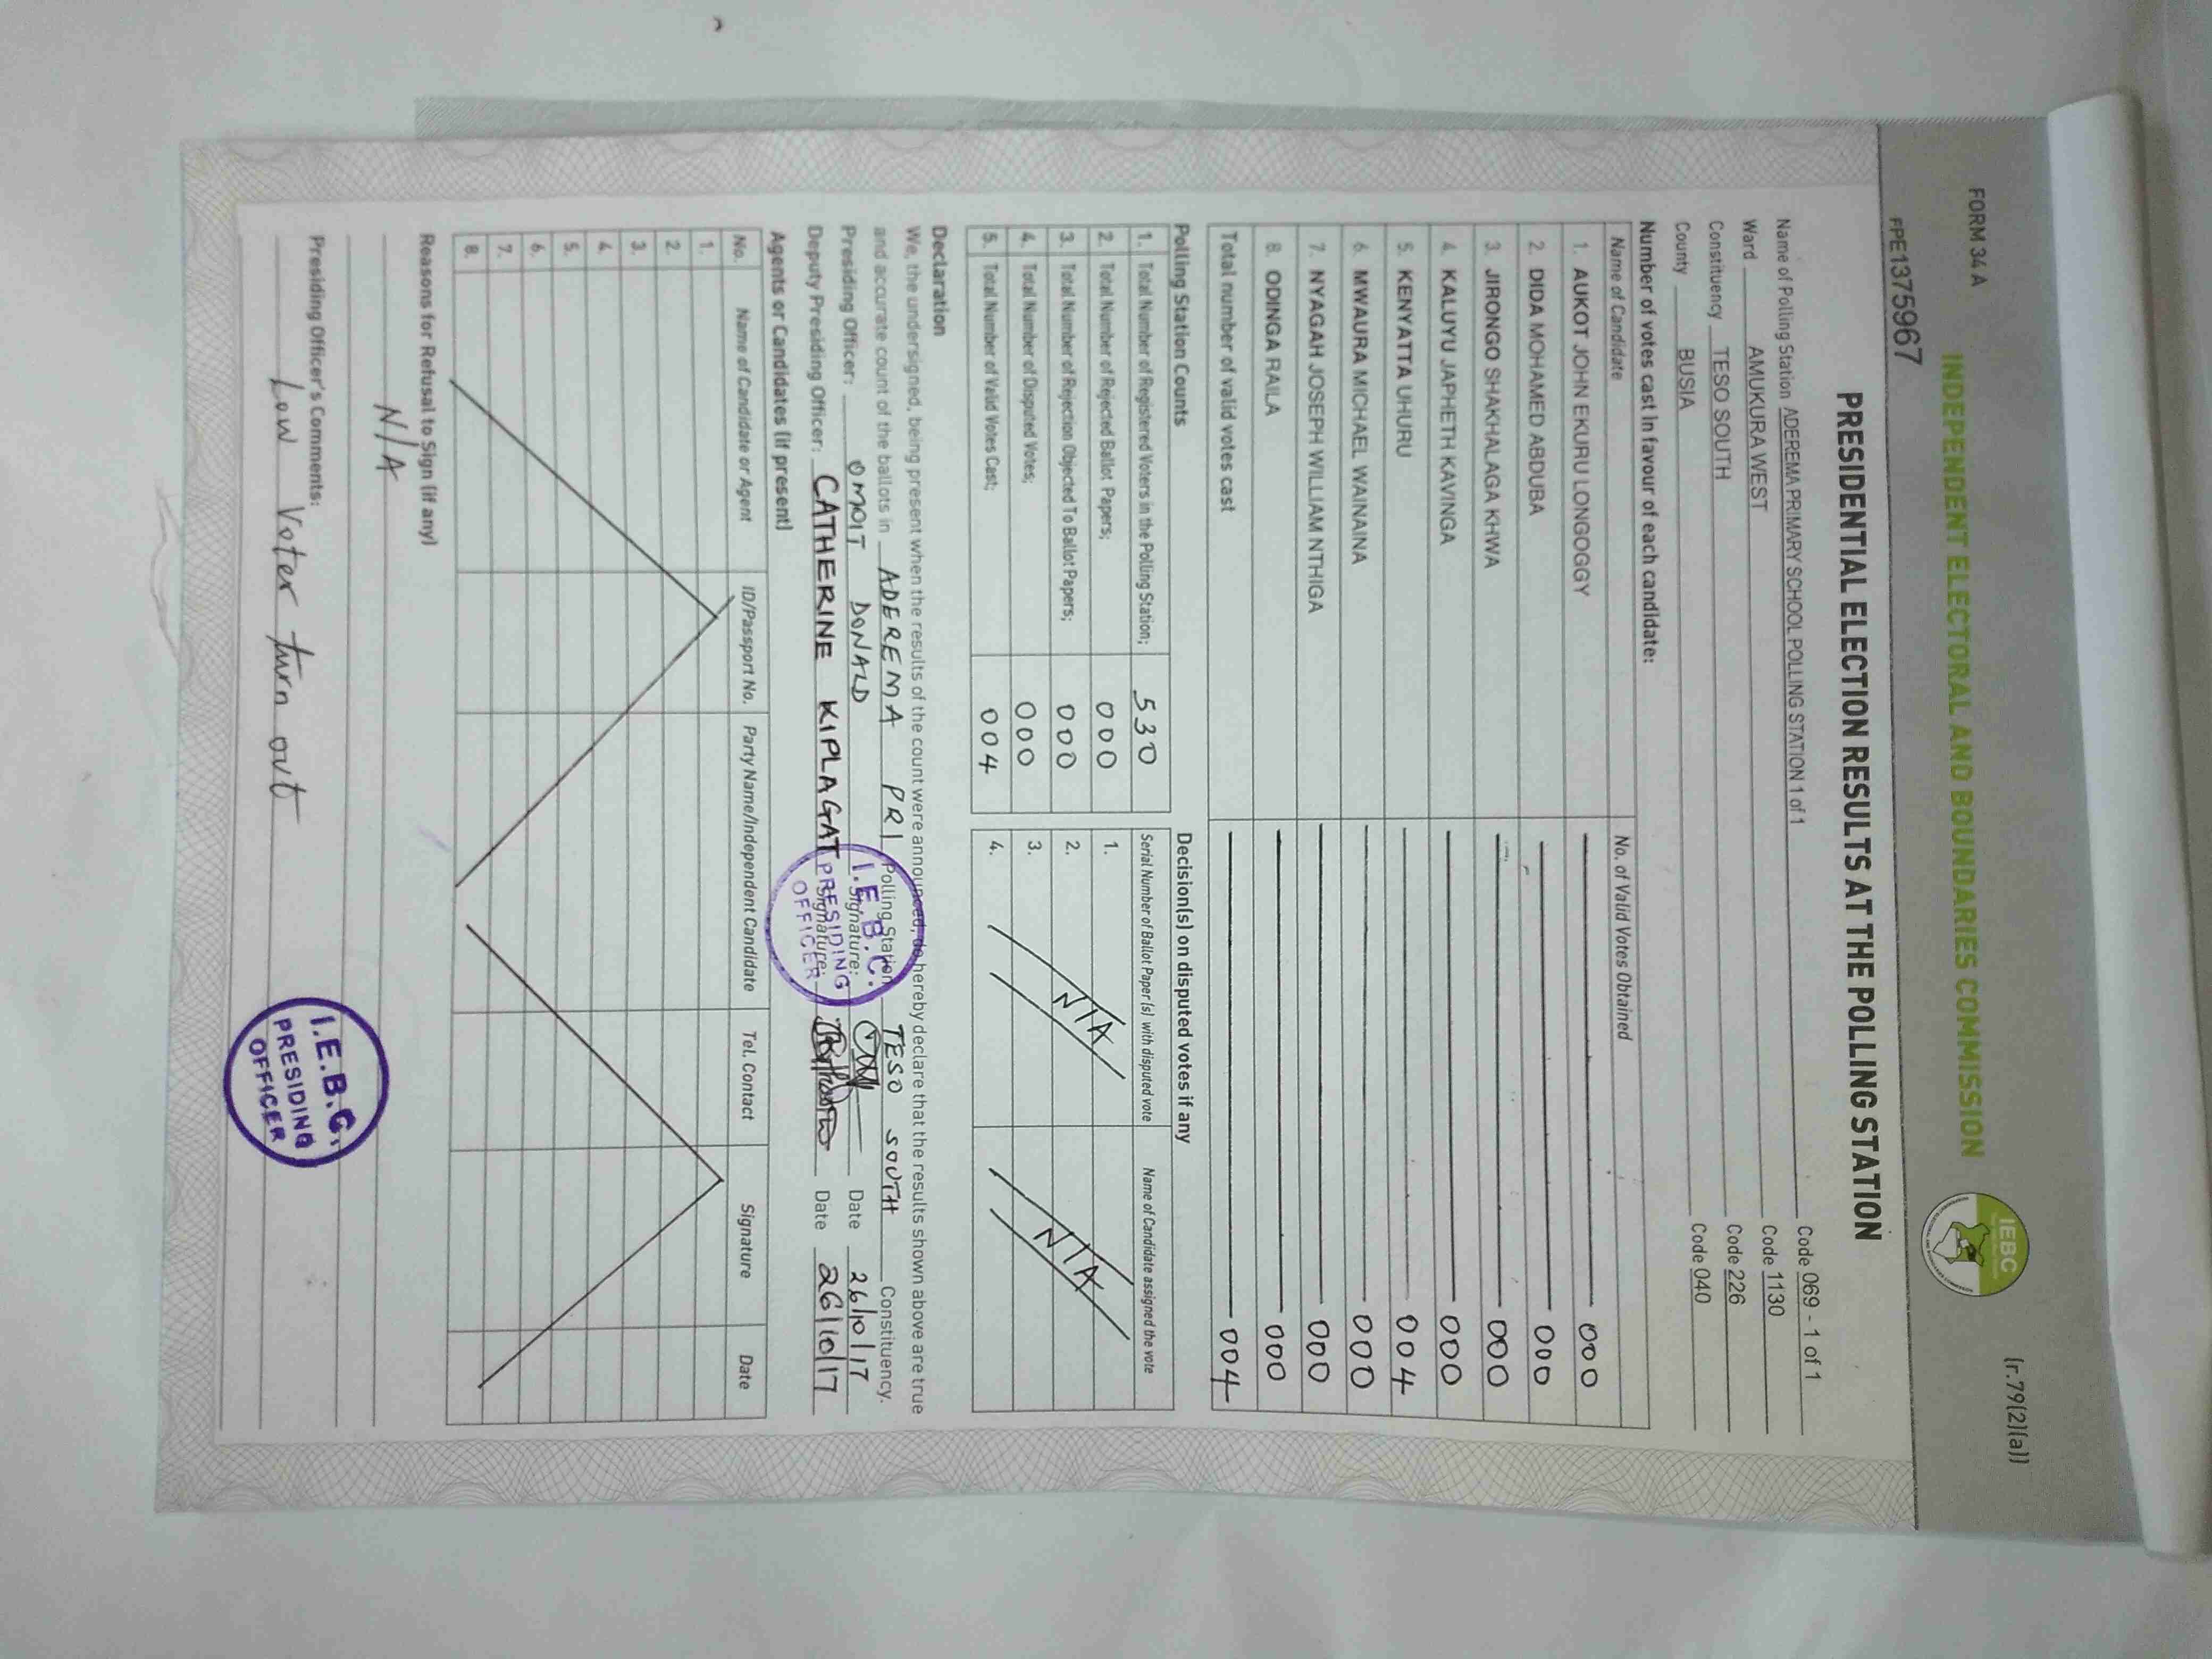 FORM 34 A
(r.79(2)(a))
INDEPENDENT ELECTORAL AND BOUNDARIES COMMISSION
IEBC
PE1375967
PRESIDENTIAL ELECTION RESULTS AT THE POLLING STATION
Name of Polling Station ADEREMA PRIMARY SCHOOL POLLING STATION 1 of 1 Code 069 - 1 of 1
Ward AMUKURA WEST Code 1130
Constituency TESO SOUTH Code 226
County BUSIA Code 040
Number of votes cast in favour of each candidate:
Name of Candidate No. of Valid Votes Obtained
1. AUKOT JOHN EKURU LONGOGGY 000
2. DIDA MOHAMED ABDUBA 000
3. JIRONGO SHAKHALAGA KHWA 000
4. KALUYU JAPHETH KAVINGA 000
5. KENYATTA UHURU 004
6. MWAURA MICHAEL WAINAINA 000
7. NYAGAH JOSEPH WILLIAM NTHIGA 000
8. ODINGA RAILA 000
Total number of valid votes cast 004
Polling Station Counts
1. Total Number of Registered Voters in the Polling Station; 530
2. Total Number of Rejected Ballot Papers; 000
3. Total Number of Rejection Objected To Ballot Papers; 000
4. Total Number of Disputed Votes; 000
5. Total Number of Valid Votes Cast; 004
Decision(s) on disputed votes if any
Serial Number of Ballot Paper(s) with disputed vote Name of Candidate assigned the vote
1.
2.
3.
4.
N/A N/A
Declaration
We, the undersigned, being present when the results of the count were announced, do hereby declare that the results shown above are true
and accurate count of the ballots in ADEREMA PRI Polling Station TESO SOUTH Constituency.
Presiding Officer: OMOIT DONALD Signature: Date 26/10/17
Deputy Presiding Officer: CATHERINE KIPLAGAT Signature: Date 26/10/17
I.E.B.C.
PRESIDING
OFFICER
Agents or Candidates (if present)
No. Name of Candidate or Agent ID/Passport No. Party Name/Independent Candidate Tel. Contact Signature Date
1.
2.
3.
4.
5.
6.
7.
8.
Reasons for Refusal to Sign (if any)
N/A
Presiding Officer's Comments:
Low Voter turn out
I.E.B.C.
PRESIDING
OFFICER